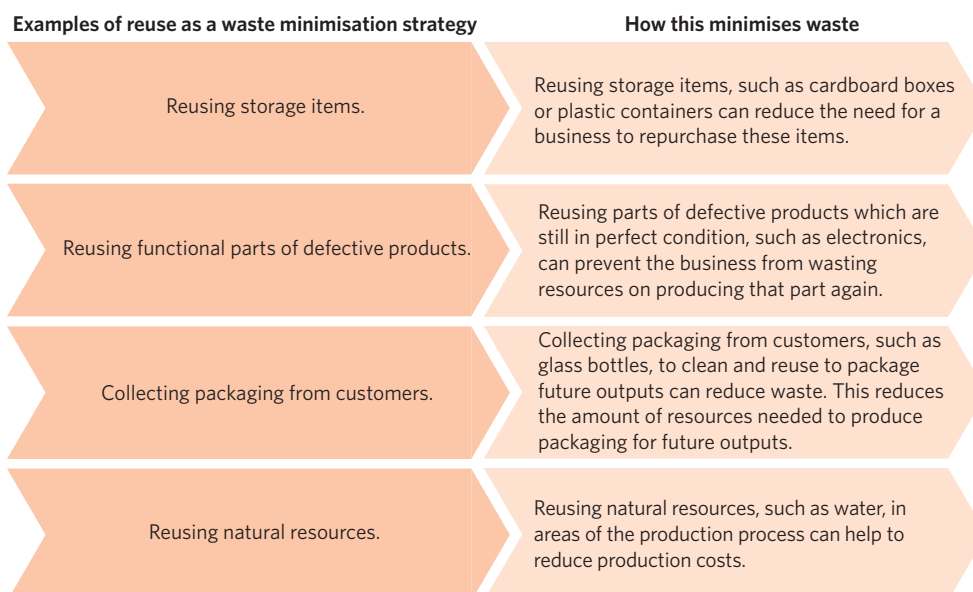 Examples of reuse as a waste minimisation strategy
How this minimises waste
Reusing storage items.
Reusing storage items, such as cardboard boxes
or plastic containers can reduce the need for a
business to repurchase these items.
Reusing functional parts of defective products.
Reusing parts of defective products which are
still in perfect condition, such as electronics,
can prevent the business from wasting
resources on producing that part again.
Collecting packaging from customers.
Collecting packaging from customers, such as
glass bottles, to clean and reuse to package
future outputs can reduce waste. This reduces
the amount of resources needed to produce
packaging for future outputs.
Reusing natural resources.
Reusing natural resources, such as water, in
areas of the production process can help to
reduce production costs.